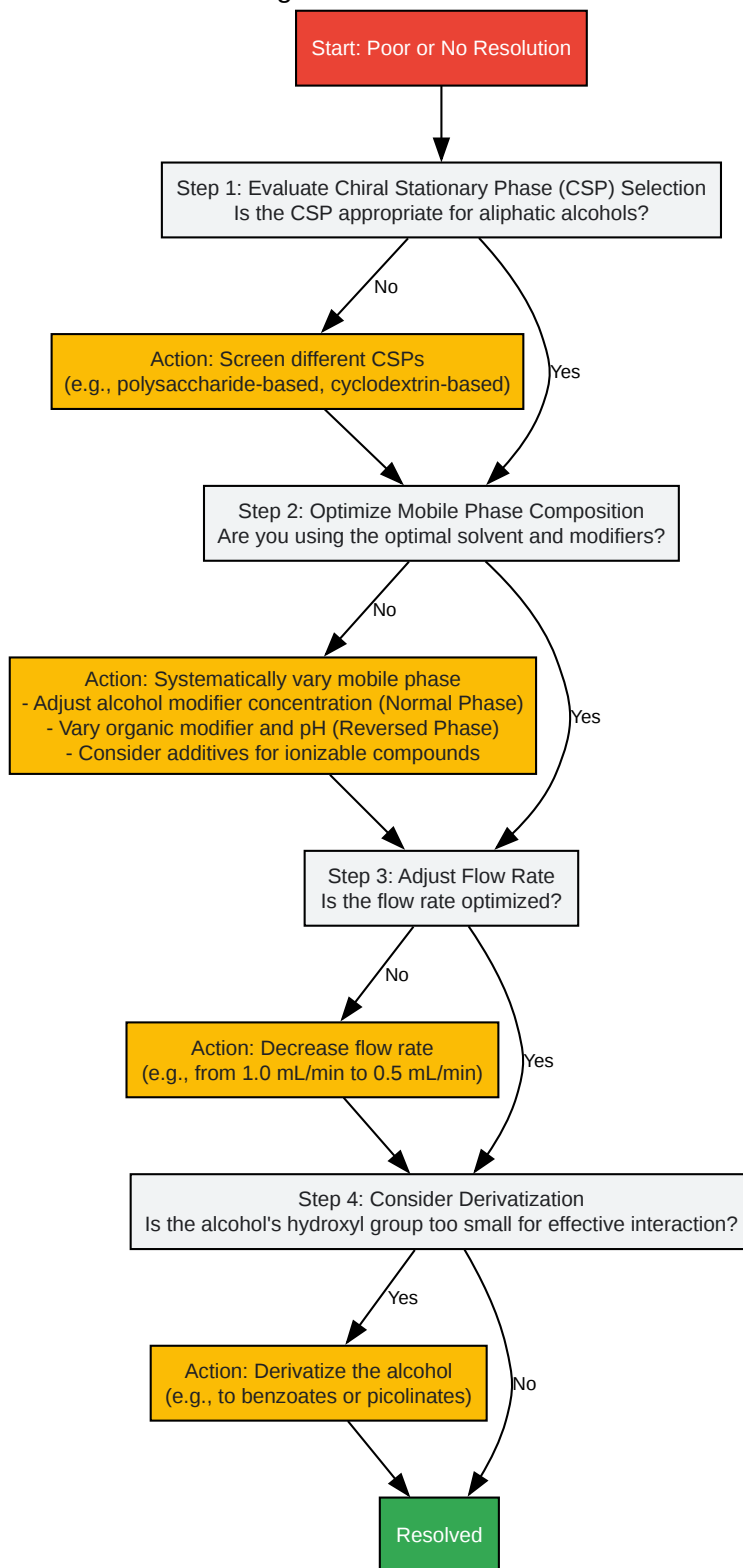 Start: Poor or No Resolution
Step 1: Evaluate Chiral Stationary Phase (CSP) Selection
Is the CSP appropriate for aliphatic alcohols?
No
Yes
Action: Screen different CSPs
(e.g., polysaccharide-based, cyclodextrin-based)
Step 2: Optimize Mobile Phase Composition
Are you using the optimal solvent and modifiers?
No
Yes
Action: Systematically vary mobile phase
- Adjust alcohol modifier concentration (Normal Phase)
- Vary organic modifier and pH (Reversed Phase)
- Consider additives for ionizable compounds
Step 3: Adjust Flow Rate
Is the flow rate optimized?
No
Yes
Action: Decrease flow rate
(e.g., from 1.0 mL/min to 0.5 mL/min)
Step 4: Consider Derivatization
Is the alcohol's hydroxyl group too small for effective interaction?
Yes
No
Action: Derivatize the alcohol
(e.g., to benzoates or picolinates)
Resolved